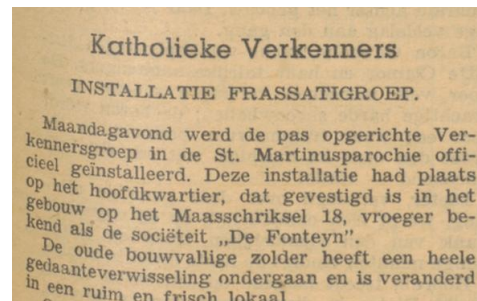 Katholieke Verkenners
INSTALLATIE FRASSATIGROEP.
Maandagavond werd de pas opgerichte Ver-
kennersgroep in de St. Martinusparochie offi-
cieel geïnstalleerd. Deze installatie had plaats
op het hoofdkwartier, dat gevestigd is in het
gebouw op het Maasschriksel 18, vroeger be-
kend als de sociëteit „De Fonteyn”.
De oude bouwvallige zolder heeft een heele
gedaanteverwisseling ondergaan en is veranderd
in een ruim en frisch lokaal.